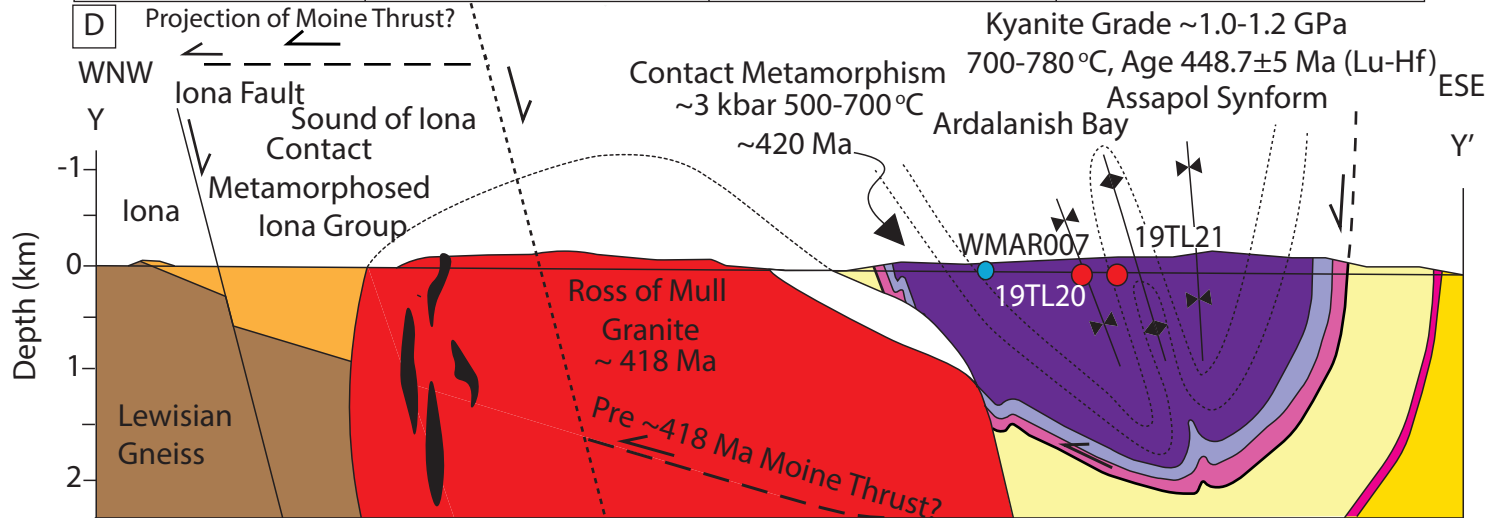 D
Projection of Moine Thrust?
Kyanite Grade ~1.0-1.2 GPa
700-780 °C, Age 448.7±5 Ma (Lu-Hf)
WNW
ESE
Y
Y'
Iona Fault
Sound of Iona
Contact
Metamorphosed
Iona Group
Iona
Contact Metamorphism
~3 kbar 500-700 °C
~420 Ma
Assapol Synform
Ardalanish Bay
-1
0
1
2
Depth (km)
WMAR007
19TL21
19TL20
Ross of Mull
Granite
~ 418 Ma
Pre ~418 Ma Moine Thrust?
Lewisian
Gneiss